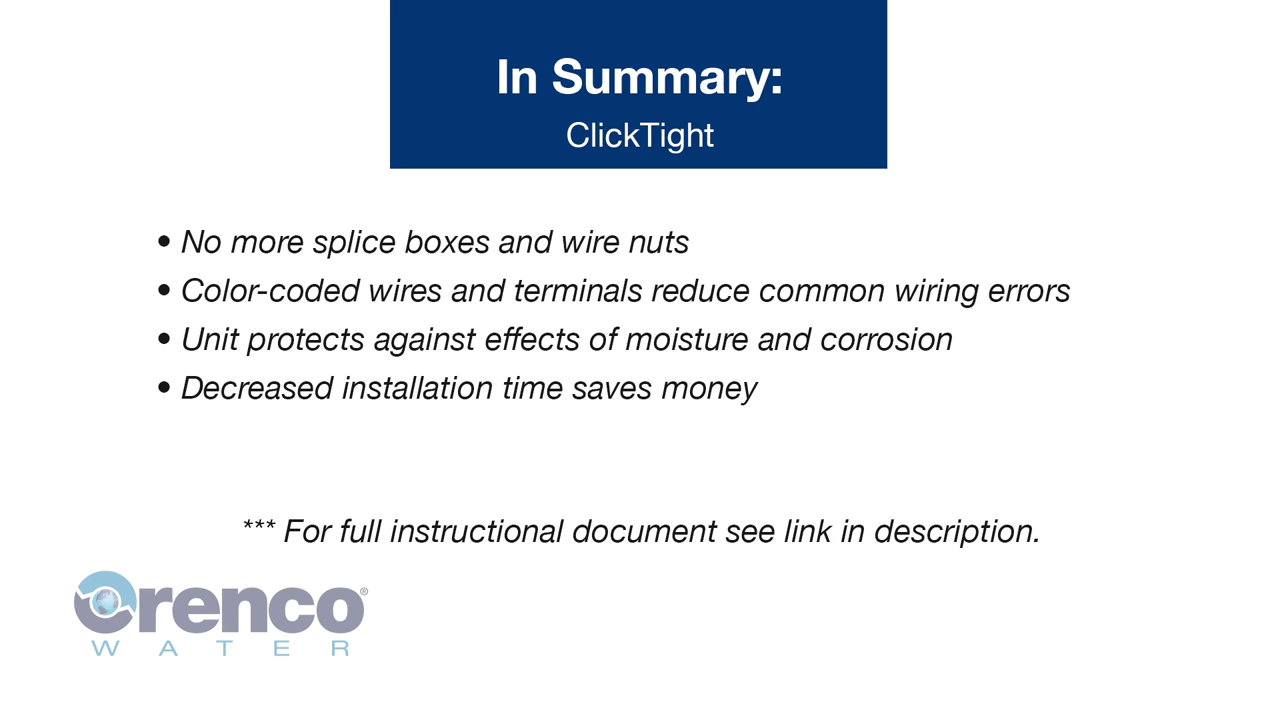 In Summary:
ClickTight
• No more splice boxes and wire nuts
• Color-coded wires and terminals reduce common wiring errors
• Unit protects against effects of moisture and corrosion
• Decreased installation time saves money
*** For full instructional document see link in description.
Orenco®
WATER